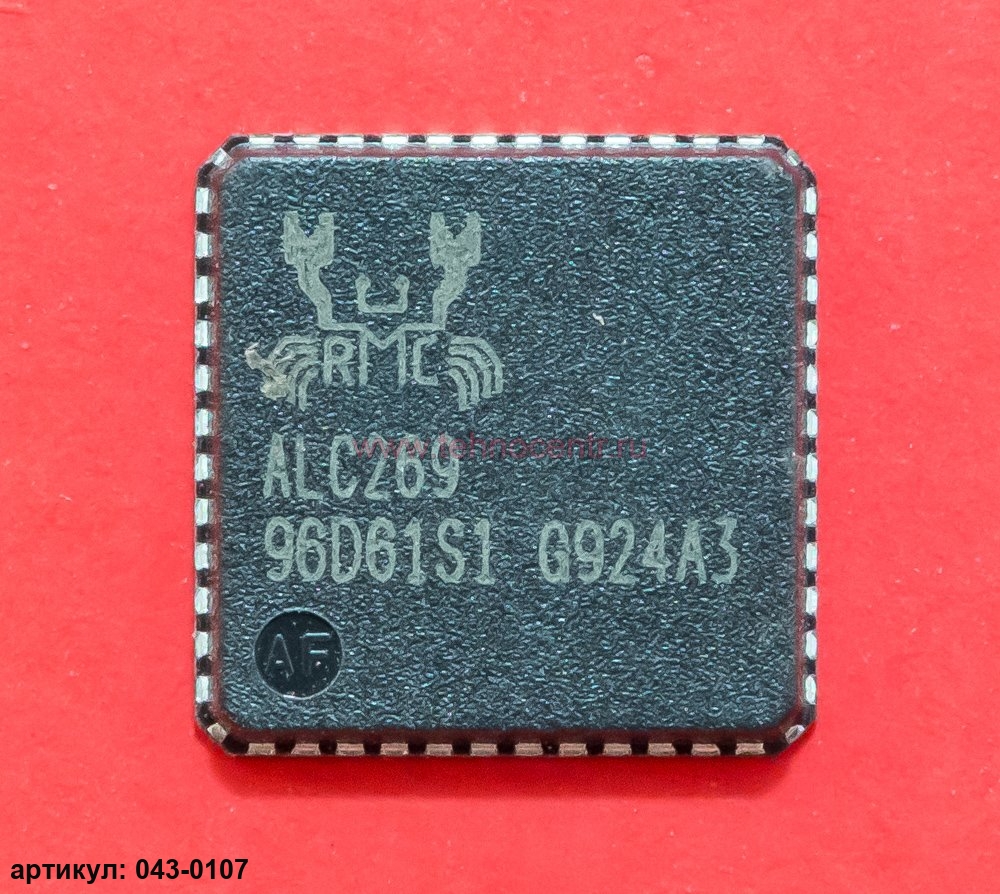 RMC
www.tehnocentr.ru
ALC269
96D61S1 G924A3
AF
артикул: 043-0107